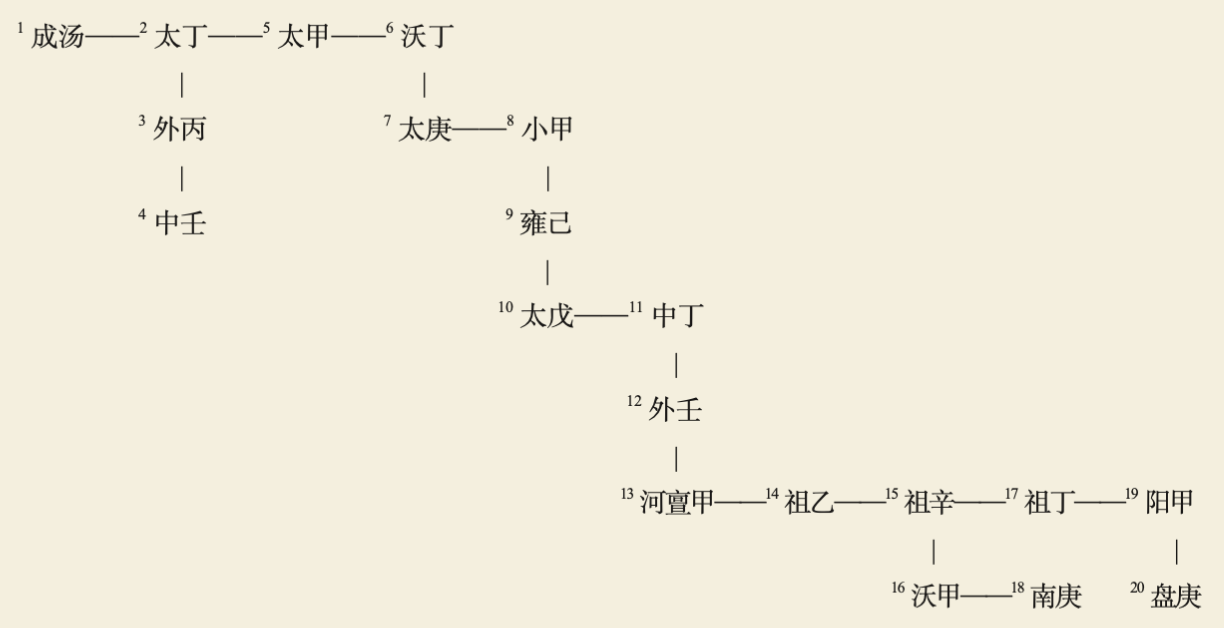 1 成汤——2 太丁——5 太甲——6 沃丁
3 外丙 7 太庚——8 小甲
4 中壬 9 雍己
10 太戊——11 中丁
12 外壬
13 河亶甲——14 祖乙——15 祖辛——17 祖丁——19 阳甲
16 沃甲——18 南庚 20 盘庚